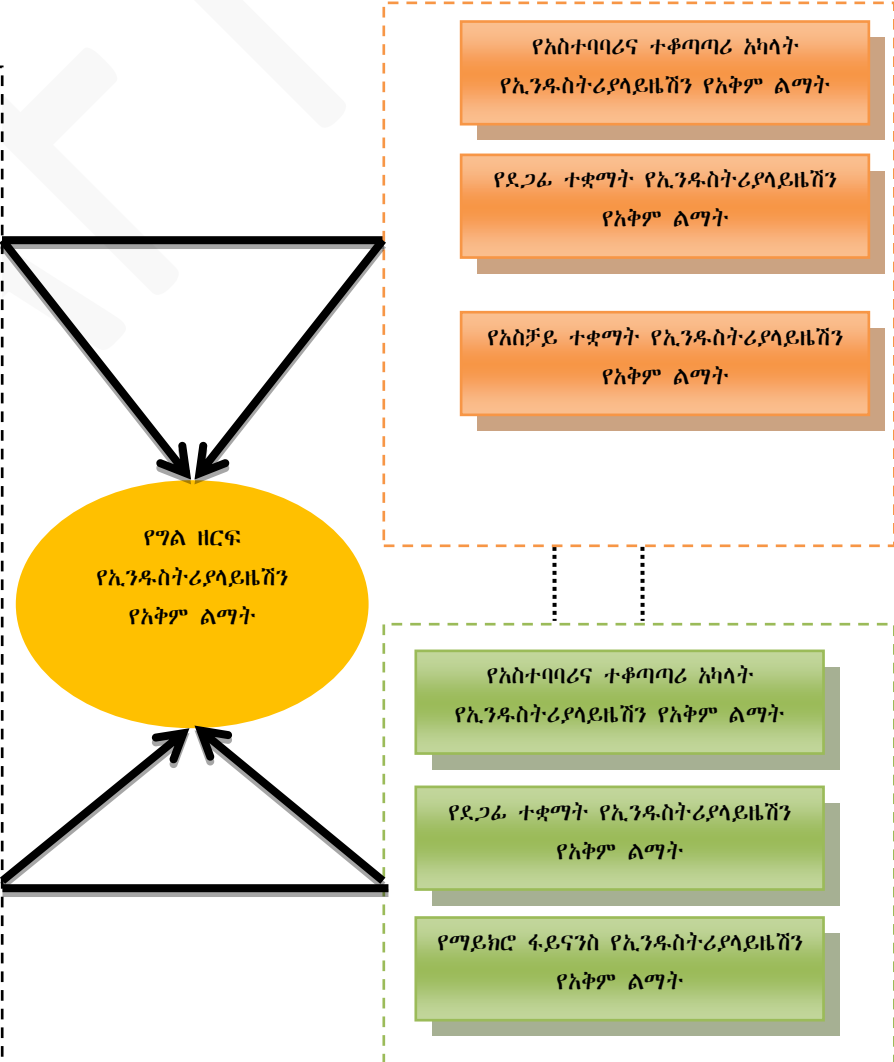 የአስተባባሪና ተቆጣጣሪ አካላት
የኢንዱስትሪያላይዜሽን የአቅም ልማት
የደጋፊ ተቋማት የኢንዱስትሪያላይዜሽን
የአቅም ልማት
የአስቻይ ተቋማት የኢንዱስትሪያላይዜሽን
የአቅም ልማት
የግል ዘርፍ
የኢንዱስትሪያላይዜሽን
የአቅም ልማት
የአስተባባሪና ተቆጣጣሪ አካላት
የኢንዱስትሪያላይዜሽን የአቅም ልማት
የደጋፊ ተቋማት የኢንዱስትሪያላይዜሽን
የአቅም ልማት
የማይክሮ ፋይናንስ የኢንዱስትሪያላይዜሽን
የአቅም ልማት